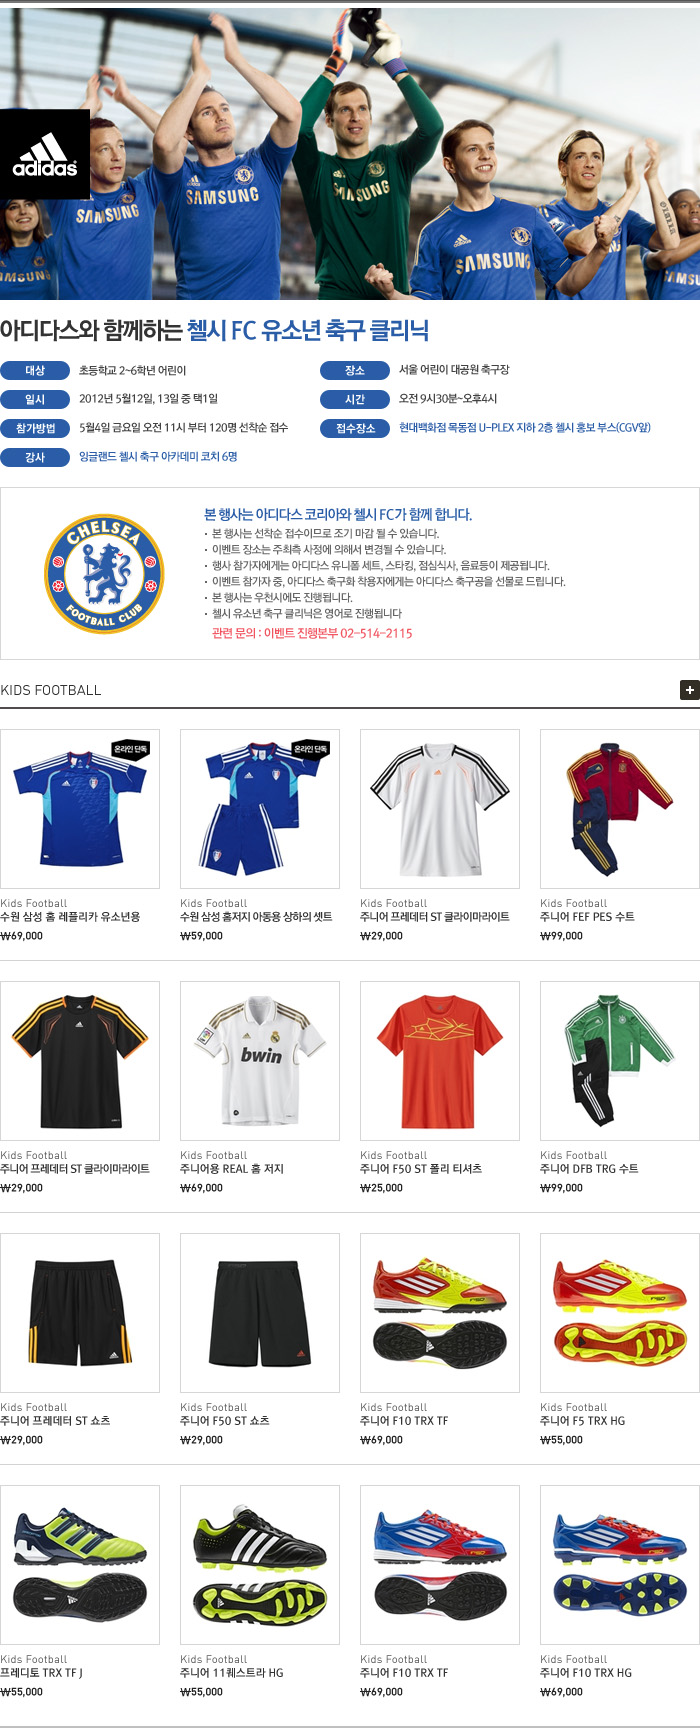 adidas
SAMSUNG
SAMSUNG
SAMSUNG
SAMSUNG
SAMSUNG
아디다스와 함께하는 첼시 FC 유소년 축구 클리닉
대상 초등학교 2~6학년 어린이
장소 서울 어린이 대공원 축구장
일시 2012년 5월12일, 13일 중 택1일
시간 오전 9시30분~오후4시
참가방법 5월4일 금요일 오전 11시 부터 120명 선착순 접수
접수장소 현대백화점 목동점 U-PLEX 지하 2층 첼시 홍보 부스(CGV앞)
강사 잉글랜드 첼시 축구 아카데미 코치 6명
CHELSEA
FOOTBALL CLUB
본 행사는 아디다스 코리아와 첼시 FC가 함께 합니다.
· 본 행사는 선착순 접수이므로 조기 마감 될 수 있습니다.
· 이벤트 장소는 주최측 사정에 의해서 변경될 수 있습니다.
· 행사 참가자에게는 아디다스 유니폼 세트, 스타킹, 점심식사, 음료등이 제공됩니다.
· 이벤트 참가자 중, 아디다스 축구화 착용자에게는 아디다스 축구공을 선물로 드립니다.
· 본 행사는 우천시에도 진행됩니다.
· 첼시 유소년 축구 클리닉은 영어로 진행됩니다
관련 문의 : 이벤트 진행본부 02-514-2115
KIDS FOOTBALL
온라인 단독
온라인 단독
Kids Football
수원 삼성 홈 레플리카 유소년용
₩69,000
Kids Football
수원 삼성 홈저지 아동용 상하의 셋트
₩59,000
Kids Football
주니어 프레데터 ST 클라이마라이트
₩29,000
Kids Football
주니어 FEF PES 수트
₩99,000
bwin
Kids Football
주니어 프레데터 ST 클라이마라이트
₩29,000
Kids Football
주니어용 REAL 홈 저지
₩69,000
Kids Football
주니어 F50 ST 폴리 티셔츠
₩25,000
Kids Football
주니어 DFB TRG 수트
₩99,000
Kids Football
주니어 프레데터 ST 쇼츠
₩29,000
Kids Football
주니어 F50 ST 쇼츠
₩29,000
Kids Football
주니어 F10 TRX TF
₩69,000
Kids Football
주니어 F5 TRX HG
₩55,000
Kids Football
프레디토 TRX TF J
₩55,000
Kids Football
주니어 11퀘스트라 HG
₩55,000
Kids Football
주니어 F10 TRX TF
₩69,000
Kids Football
주니어 F10 TRX HG
₩69,000